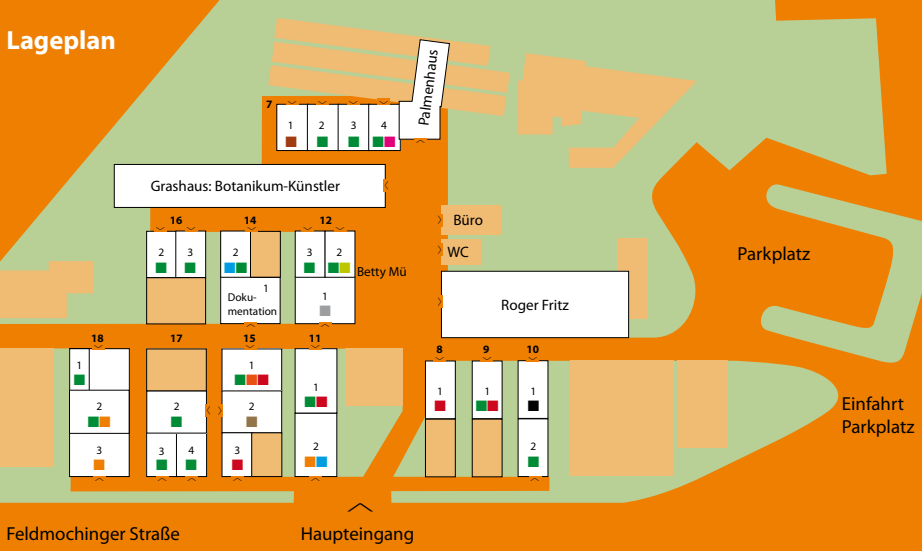 Lageplan
Palmenhaus
7
1
2
3
4
Grashaus: Botanikum-Künstler
16
14
12
Büro
2
3
2
3
2
WC
Parkplatz
Betty Mü
1
Doku-
mentation
1
Roger Fritz
18
17
15
11
8
9
10
1
1
1
1
1
1
2
2
2
Einfahrt
Parkplatz
3
3
4
3
2
2
Feldmochinger Straße
Haupteingang